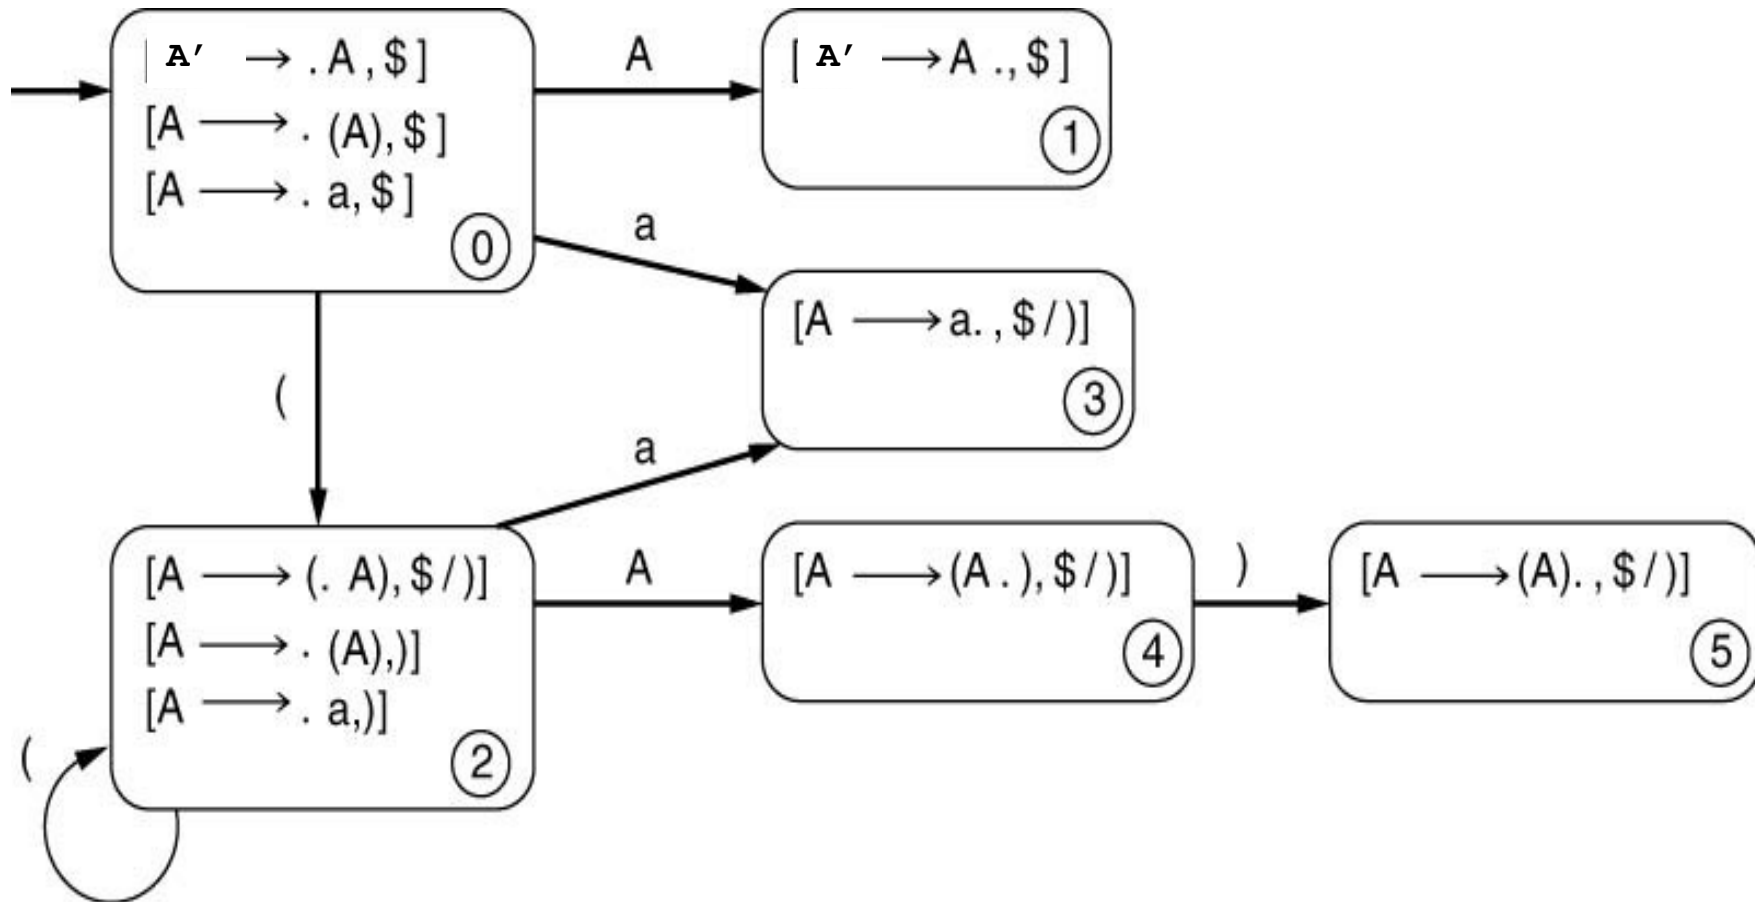 A’ → . A , $ ]
[A → . (A), $ ]
[A → . a, $ ]
0
A
[ A’ → A . , $ ]
1
a
[A → a. , $ / )]
3
(
a
[A → (. A), $ / )]
[A → . (A),)]
[A → . a,)]
2
(
A
[A → (A . ), $ / )]
4
)
[A → (A). , $ / )]
5